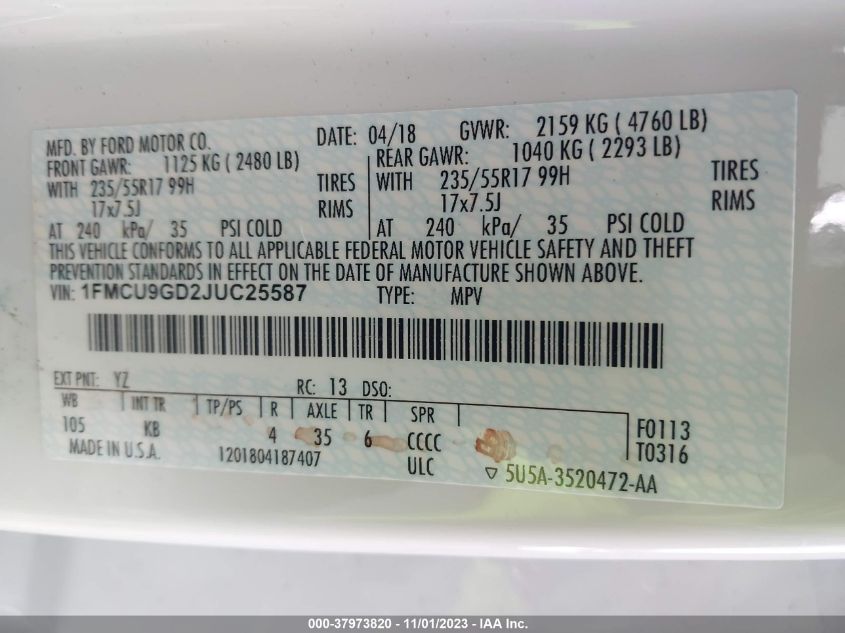 MFD. BY FORD MOTOR CO. DATE: 04/18 GVWR: 2159 KG ( 4760 LB)
FRONT GAWR: 1125 KG ( 2480 LB) REAR GAWR: 1040 KG ( 2293 LB)
WITH 235/55R17 99H TIRES WITH 235/55R17 99H TIRES
17x7.5J RIMS 17x7.5J RIMS
AT 240 kPa/ 35 PSI COLD AT 240 kPa/ 35 PSI COLD
THIS VEHICLE CONFORMS TO ALL APPLICABLE FEDERAL MOTOR VEHICLE SAFETY AND THEFT
PREVENTION STANDARDS IN EFFECT ON THE DATE OF MANUFACTURE SHOWN ABOVE.
VIN: 1FMCU9GD2JUC25587 TYPE: MPV
EXT PNT: YZ RC: 13 DSO:
WB INT TR TP/PS R AXLE TR SPR
105 KB 4 35 6 CCCC F0113
MADE IN U.S.A. 1201804187407 ULC T0316
5U5A-3520472-AA
000-37973820 - 11/01/2023 - IAA Inc.